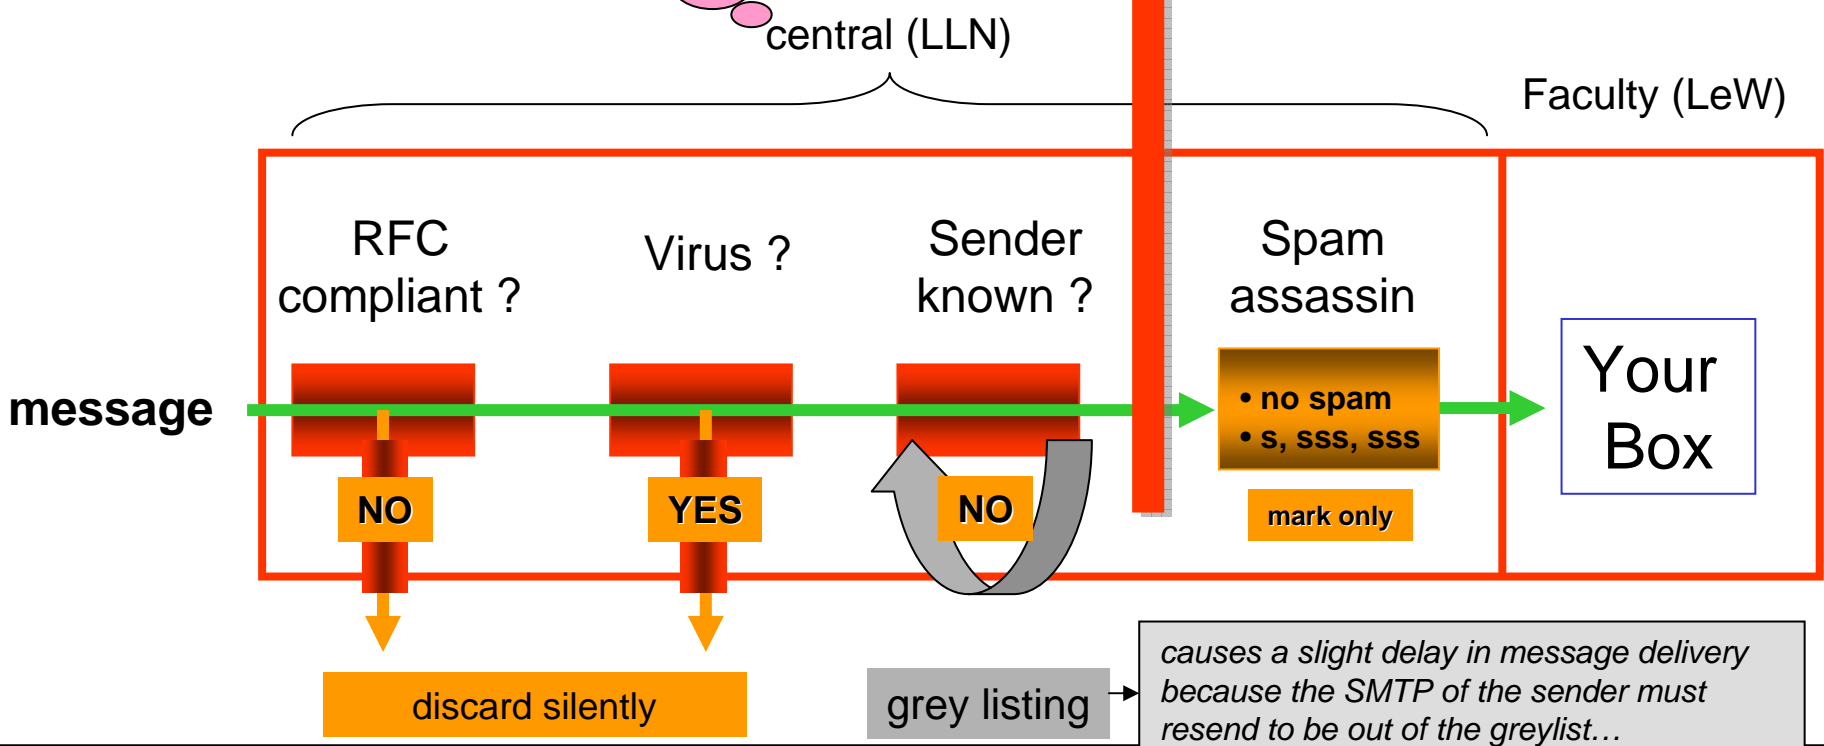 central (LLN)
Faculty (LeW)
RFC
compliant ?
Virus ?
Sender
known ?
Spam
assassin
message
• no spam
• s, sss, sss
Your
Box
NO
YES
NO
mark only
discard silently
grey listing
causes a slight delay in message delivery
because the SMTP of the sender must
resend to be out of the greylist…